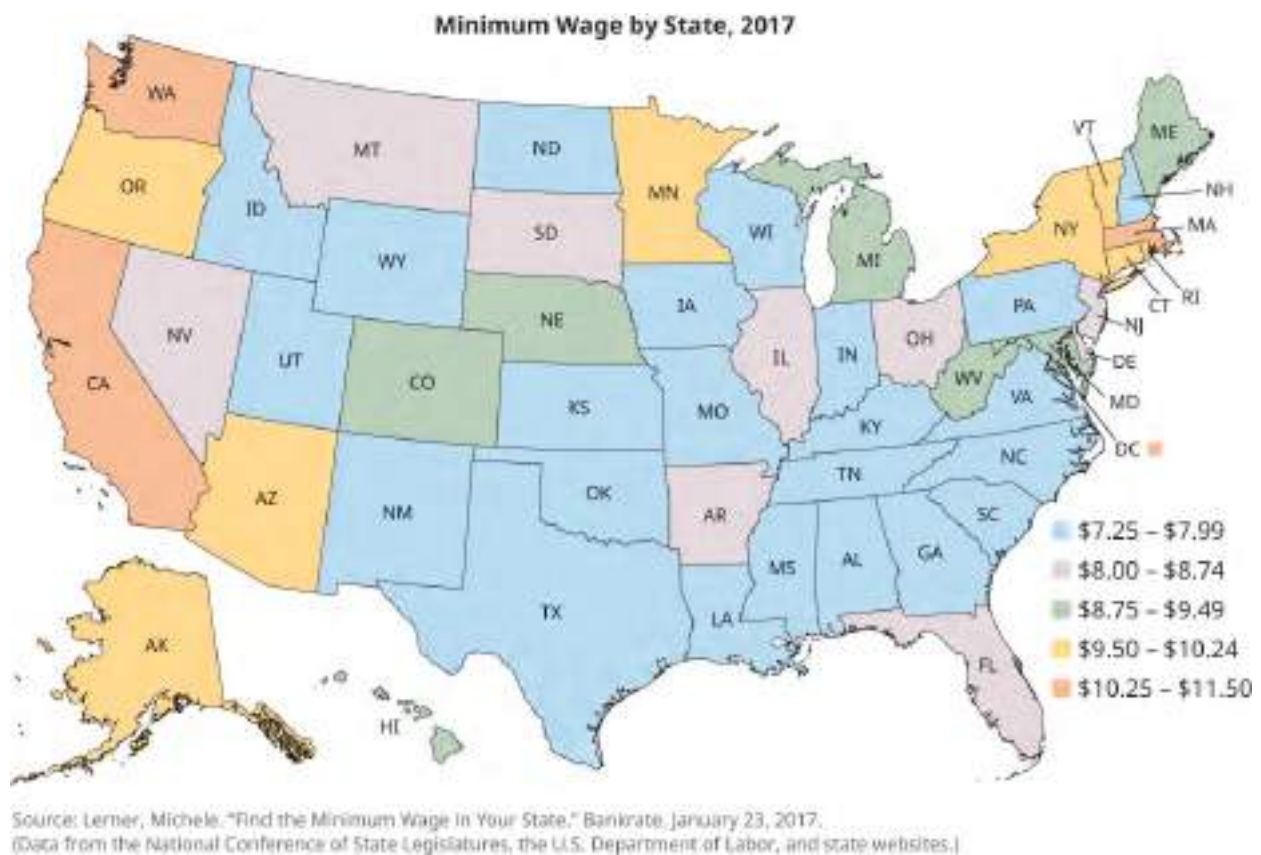 Minimum Wage by State, 2017
WA
MT
ND
MN
VT
ME
OR
ID
SD
WI
NY
NH
MA
WY
MI
RI
CT
NV
NE
IA
PA
NJ
UT
CO
IL
IN
OH
DE
CA
KS
MO
WV
VA
MD
KY
DC
AZ
NM
OK
TN
NC
AR
SC
MS
AL
GA
TX
LA
AK
FL
HI
$7.25 – $7.99
$8.00 – $8.74
$8.75 – $9.49
$9.50 – $10.24
$10.25 – $11.50
Source: Lerner, Michele. "Find the Minimum Wage in Your State." Bankrate, January 23, 2017.
(Data from the National Conference of State Legislatures, the U.S. Department of Labor, and state websites.)